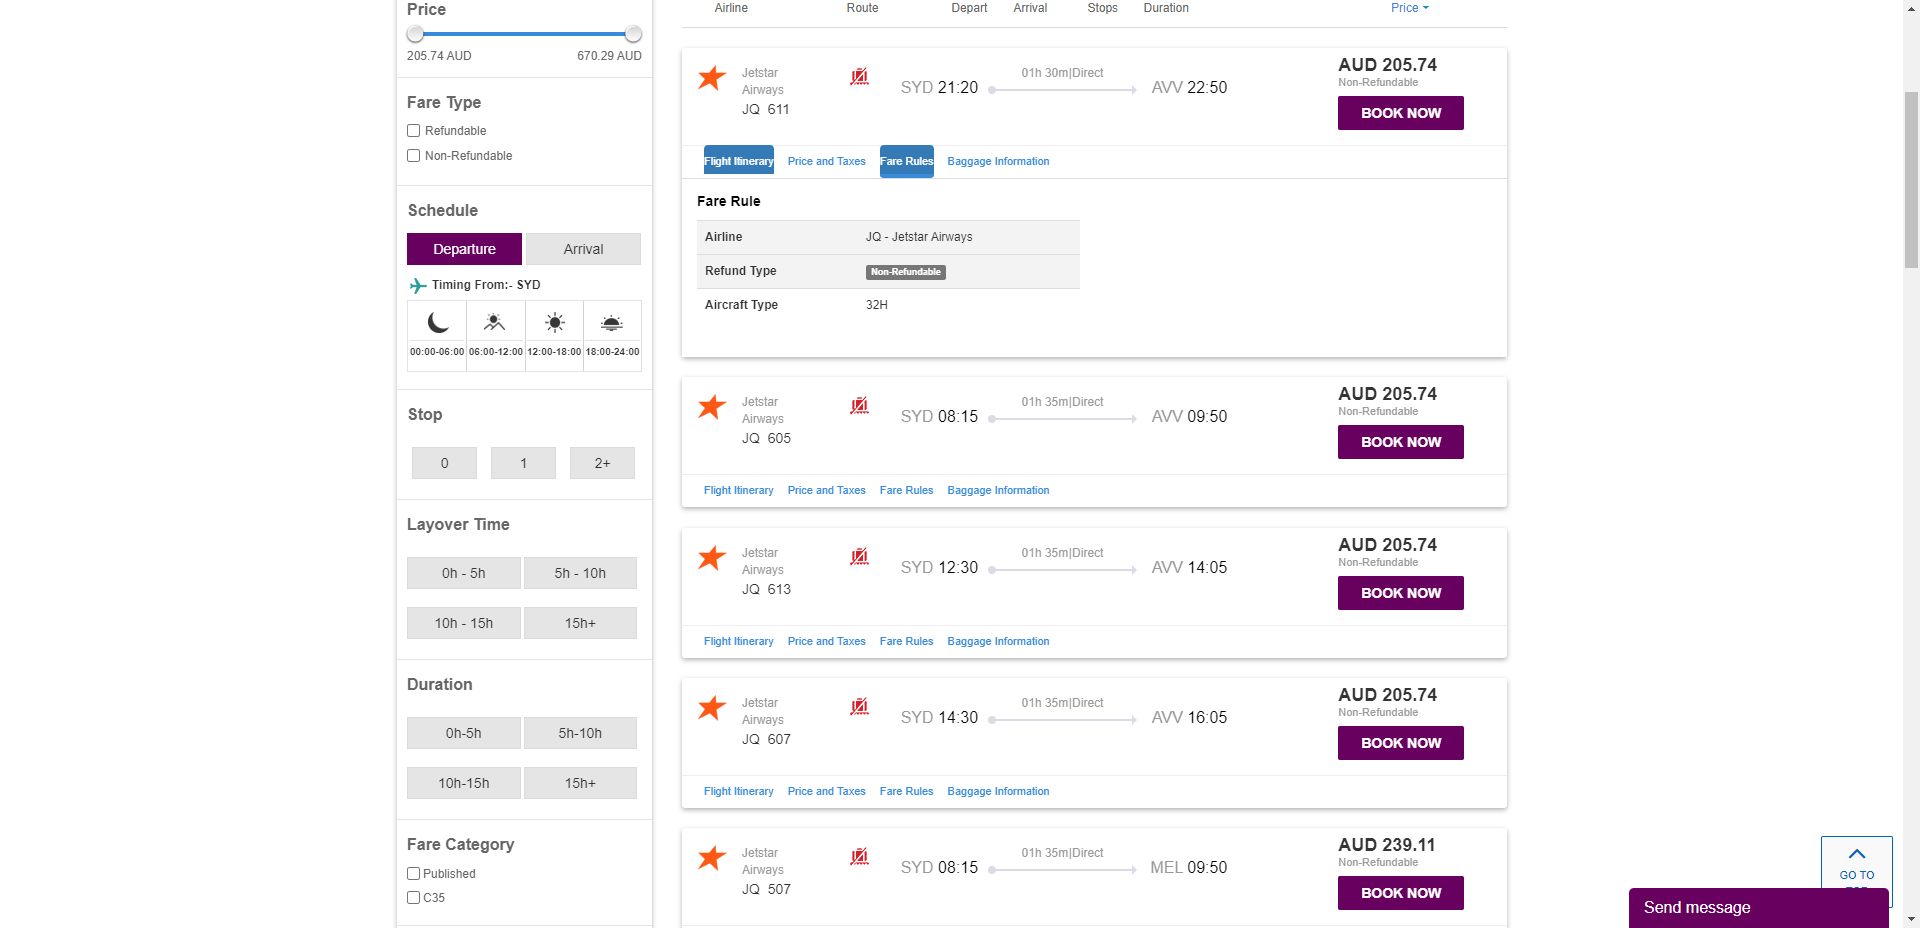 Price
205.74 AUD 670.29 AUD
Fare Type
Refundable
Non-Refundable
Schedule
Departure Arrival
Timing From:- SYD
00:00-06:00 06:00-12:00 12:00-18:00 18:00-24:00
Stop
0 1 2+
Layover Time
0h - 5h 5h - 10h
10h - 15h 15h+
Duration
0h-5h 5h-10h
10h-15h 15h+
Fare Category
Published
C35
Airline Route Depart Arrival Stops Duration Price
Jetstar
Airways
JQ 611
SYD 21:20
01h 30m|Direct
AVV 22:50
AUD 205.74
Non-Refundable
BOOK NOW
Flight Itinerary Price and Taxes Fare Rules Baggage Information
Fare Rule
Airline JQ - Jetstar Airways
Refund Type Non-Refundable
Aircraft Type 32H
Jetstar
Airways
JQ 605
SYD 08:15
01h 35m|Direct
AVV 09:50
AUD 205.74
Non-Refundable
BOOK NOW
Flight Itinerary Price and Taxes Fare Rules Baggage Information
Jetstar
Airways
JQ 613
SYD 12:30
01h 35m|Direct
AVV 14:05
AUD 205.74
Non-Refundable
BOOK NOW
Flight Itinerary Price and Taxes Fare Rules Baggage Information
Jetstar
Airways
JQ 607
SYD 14:30
01h 35m|Direct
AVV 16:05
AUD 205.74
Non-Refundable
BOOK NOW
Flight Itinerary Price and Taxes Fare Rules Baggage Information
Jetstar
Airways
JQ 507
SYD 08:15
01h 35m|Direct
MEL 09:50
AUD 239.11
Non-Refundable
BOOK NOW
GO TO
Send message